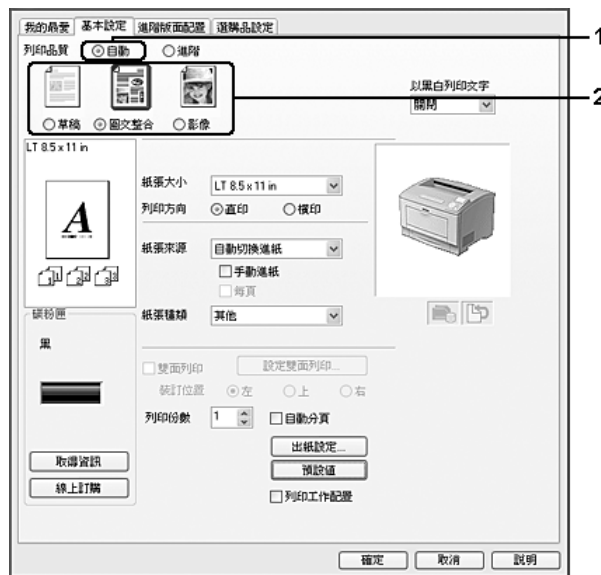 我的最愛 基本設定 進階版面配置 選購品設定
列印品質 自動 進階
1
草稿 圖文整合 影像
2
以黑白列印文字
關閉
LT 8.5 x 11 in
A
紙張大小 LT 8.5 x 11 in
列印方向 直印 橫印
紙張來源 自動切換進紙
手動進紙
每頁
紙張種類 其他
碳粉匣
黑
雙面列印 設定雙面列印...
裝訂位置 左 上 右
列印份數 1 自動分頁
出紙設定...
預設值
列印工作配置
取得資訊
線上訂購
確定 取消 說明